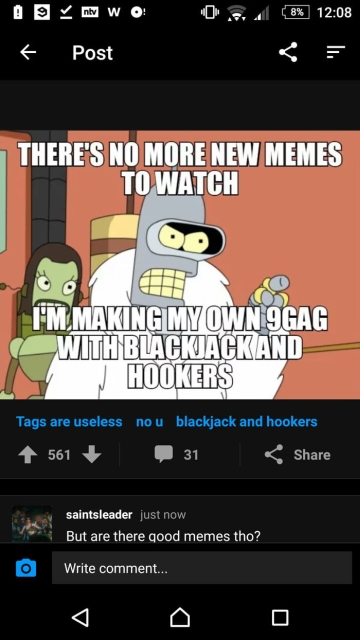 ntv W 8% 12:08
Post
THERE'S NO MORE NEW MEMES
TO WATCH
I'M MAKING MY OWN 9GAG
WITH BLACKJACK AND
HOOKERS
Tags are useless no u blackjack and hookers
561 31 Share
saintsleader just now
But are there good memes tho?
Write comment...